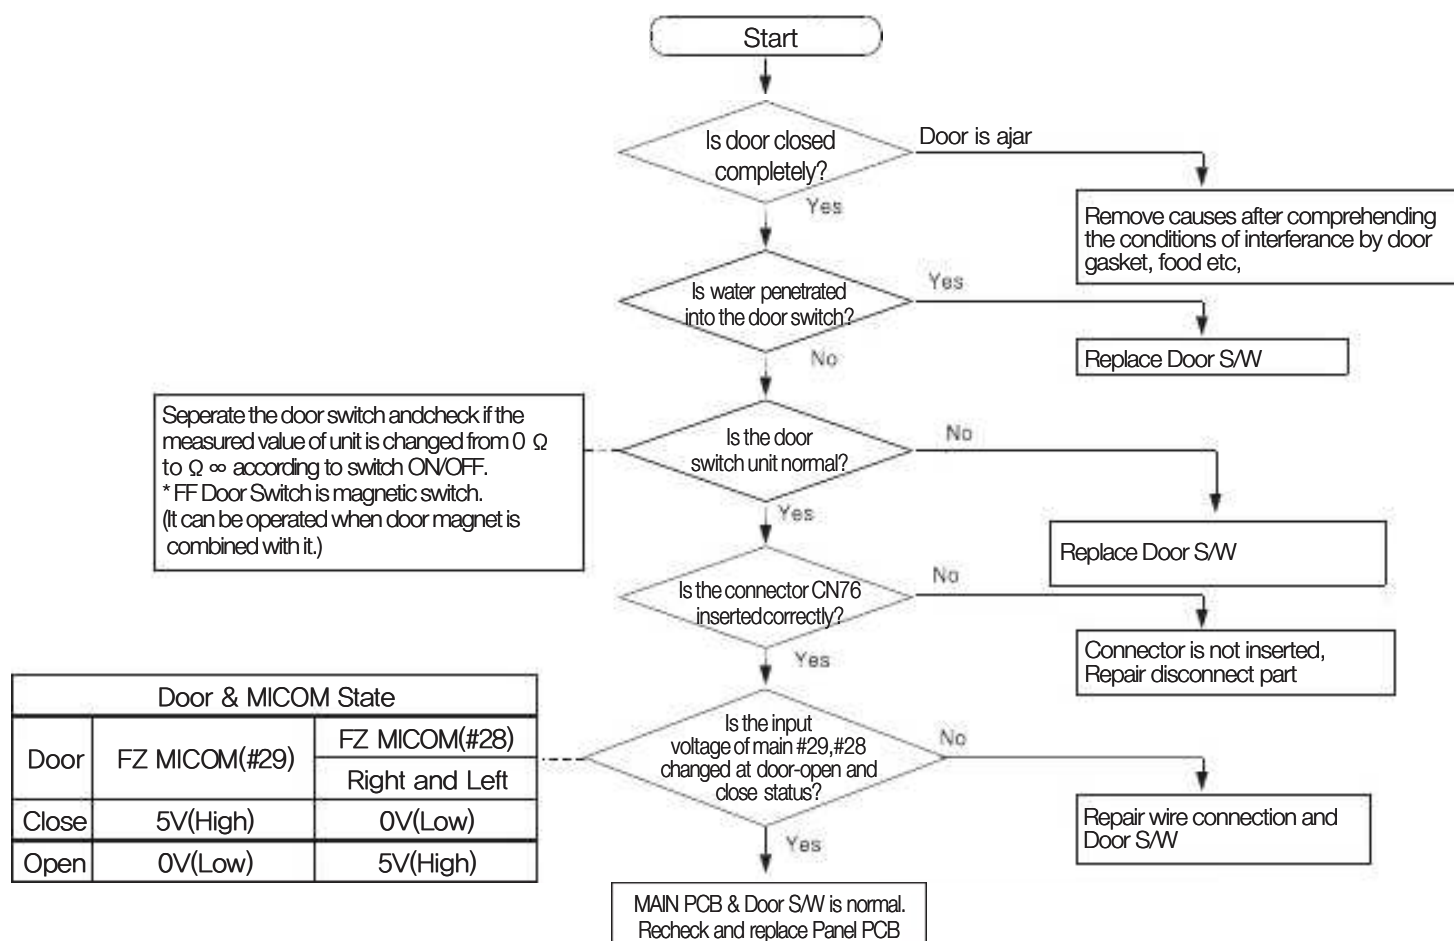 Start
Is door closed
completely?
Door is ajar
Yes
Remove causes after comprehending
the conditions of interferance by door
gasket, food etc,
Is water penetrated
into the door switch?
Yes
No
Replace Door S/W
Seperate the door switch andcheck if the
measured value of unit is changed from 0 Ω
to Ω ∞ according to switch ON/OFF.
* FF Door Switch is magnetic switch.
(It can be operated when door magnet is
combined with it.)
Is the door
switch unit normal?
No
Yes
Replace Door S/W
Is the connector CN76
inserted correctly?
No
Yes
Connector is not inserted,
Repair disconnect part
Door & MICOM State
Door FZ MICOM(#29) FZ MICOM(#28)
Right and Left
Close 5V(High) 0V(Low)
Open 0V(Low) 5V(High)
Is the input
voltage of main #29,#28
changed at door-open and
close status?
No
Yes
Repair wire connection and
Door S/W
MAIN PCB & Door S/W is normal.
Recheck and replace Panel PCB